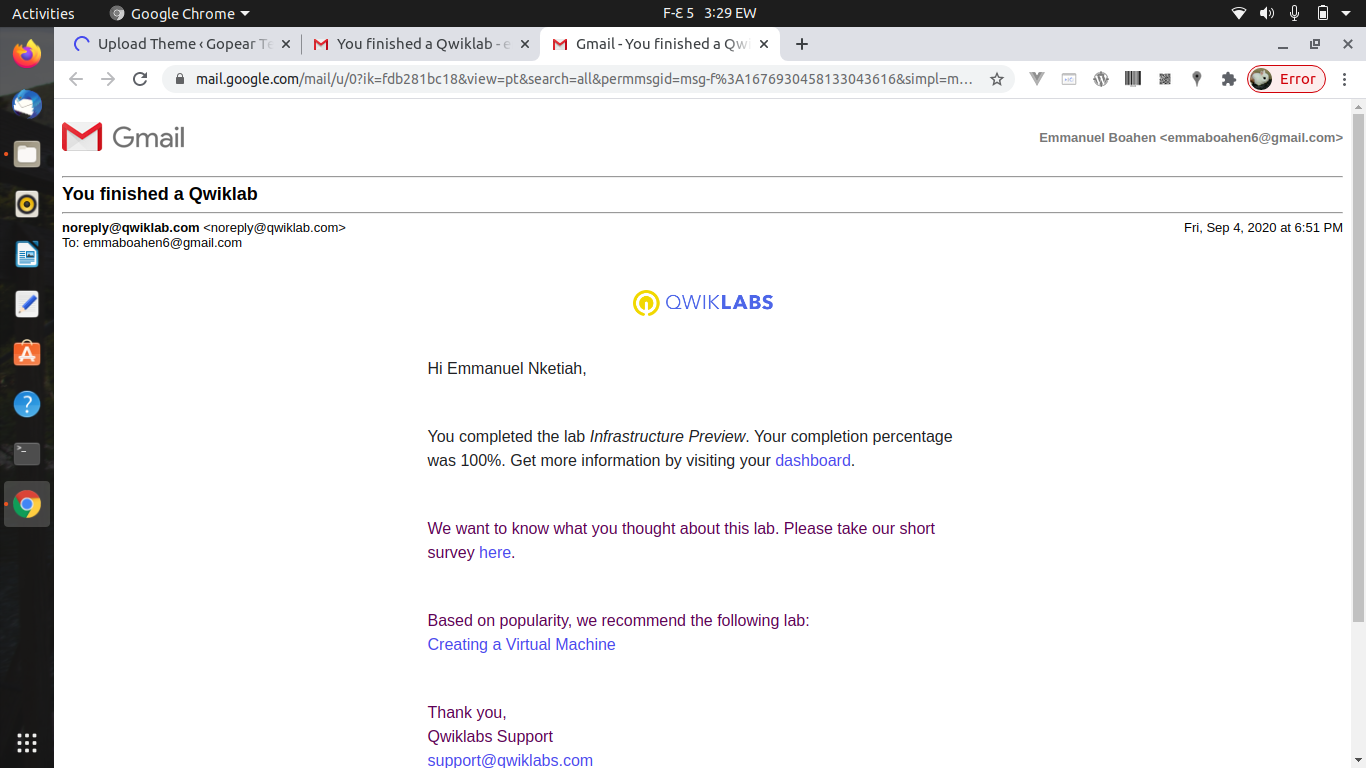 Activities
Google Chrome
F-Ɛ 5 3:29 EW
Upload Theme ‹ Gopear Te
You finished a Qwiklab - e
Gmail - You finished a Qwi
mail.google.com/mail/u/0?ik=fdb281bc18&view=pt&search=all&permmsgid=msg-f%3A1676930458133043616&simpl=m...
Error
Gmail
Emmanuel Boahen <emmaboahen6@gmail.com>
You finished a Qwiklab
noreply@qwiklab.com <noreply@qwiklab.com>
Fri, Sep 4, 2020 at 6:51 PM
To: emmaboahen6@gmail.com
QWIKLABS
Hi Emmanuel Nketiah,
You completed the lab Infrastructure Preview. Your completion percentage
was 100%. Get more information by visiting your dashboard.
We want to know what you thought about this lab. Please take our short
survey here.
Based on popularity, we recommend the following lab:
Creating a Virtual Machine
Thank you,
Qwiklabs Support
support@qwiklabs.com